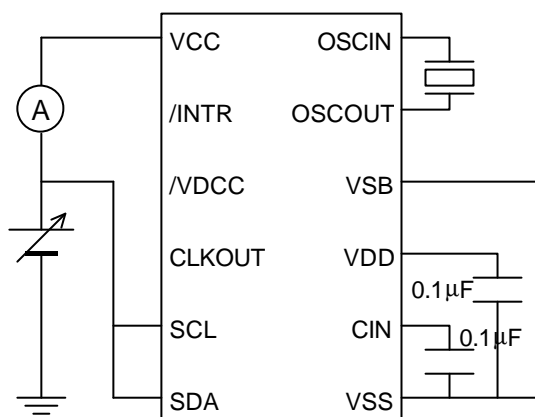 VCC OSCIN
A
/INTR OSCOUT
/VDCC VSB
CLKOUT VDD
0.1μF
SCL CIN
0.1μF
SDA VSS